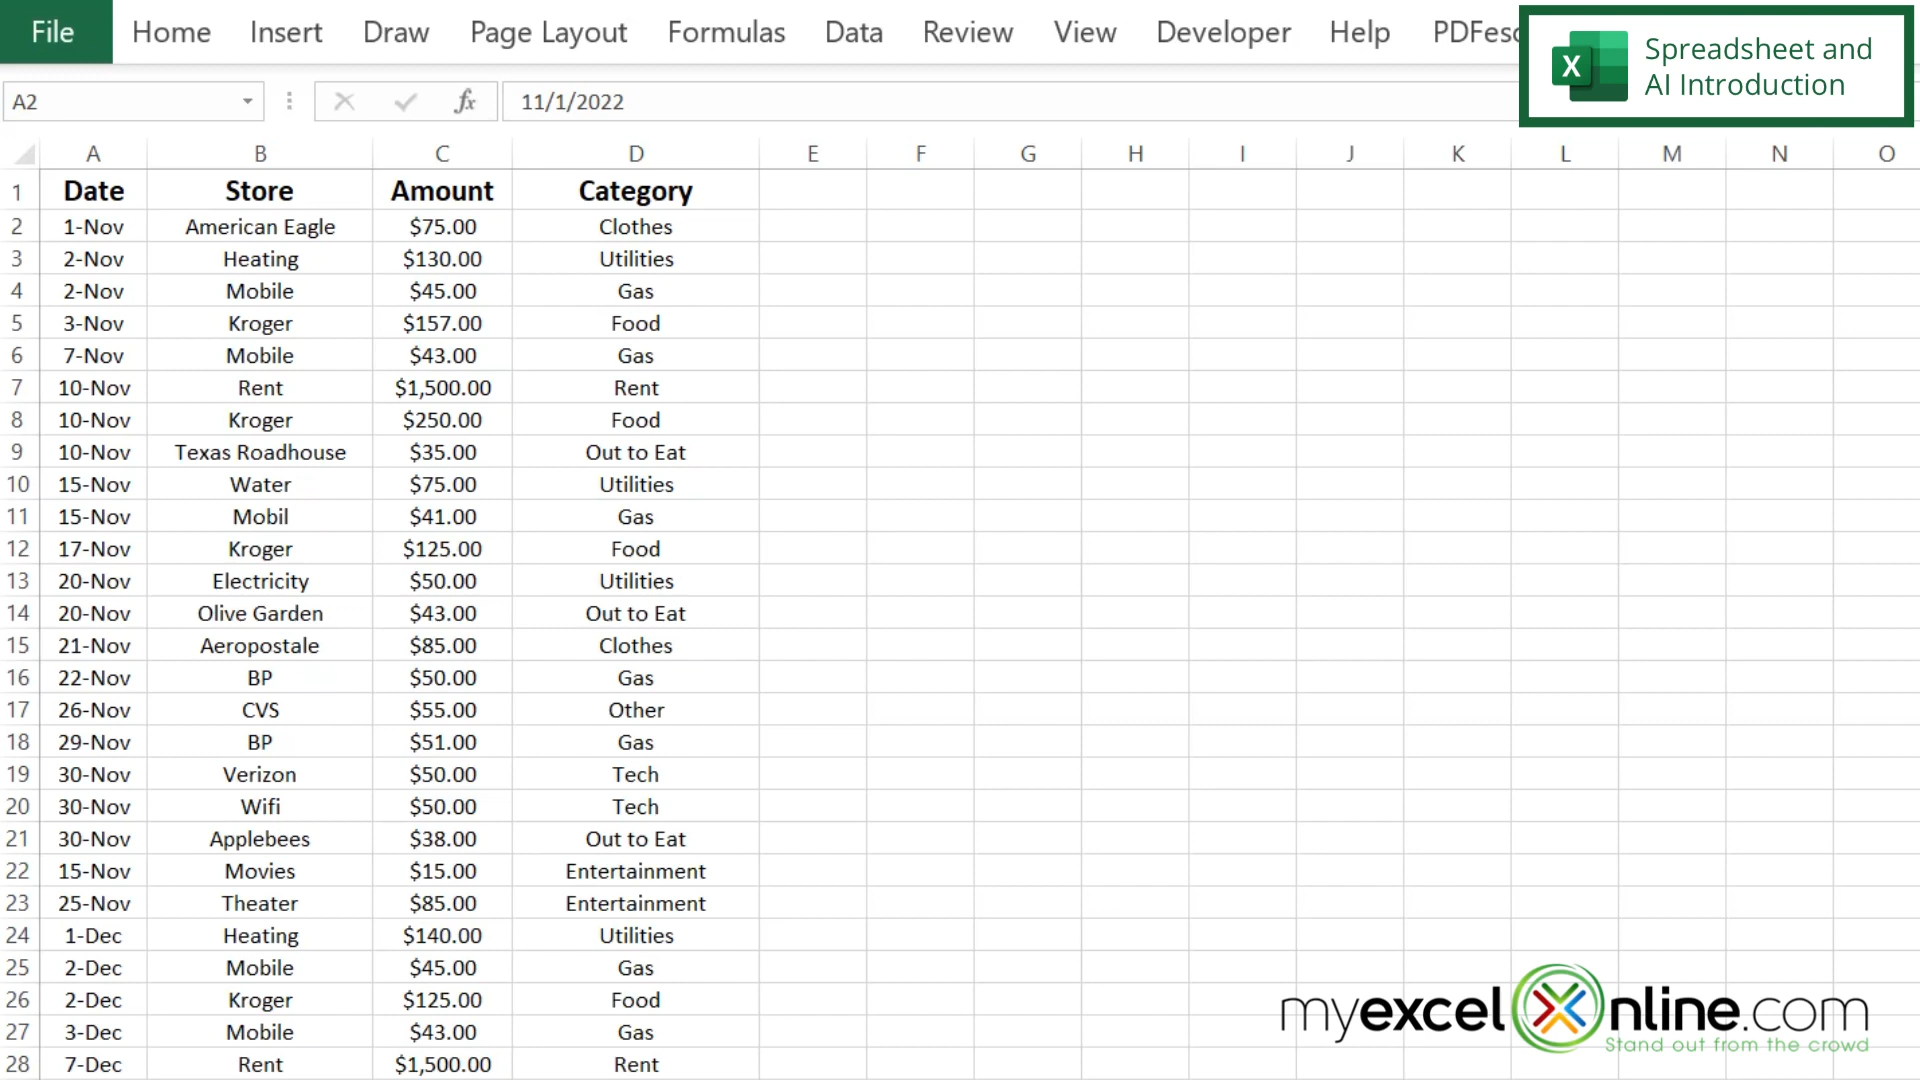 File Home Insert Draw Page Layout Formulas Data Review View Developer Help PDFesc
X Spreadsheet and
AI Introduction
A2 fx 11/1/2022
A B C D E F G H I J K L M N O
1 Date Store Amount Category
2 1-Nov American Eagle $75.00 Clothes
3 2-Nov Heating $130.00 Utilities
4 2-Nov Mobile $45.00 Gas
5 3-Nov Kroger $157.00 Food
6 7-Nov Mobile $43.00 Gas
7 10-Nov Rent $1,500.00 Rent
8 10-Nov Kroger $250.00 Food
9 10-Nov Texas Roadhouse $35.00 Out to Eat
10 15-Nov Water $75.00 Utilities
11 15-Nov Mobil $41.00 Gas
12 17-Nov Kroger $125.00 Food
13 20-Nov Electricity $50.00 Utilities
14 20-Nov Olive Garden $43.00 Out to Eat
15 21-Nov Aeropostale $85.00 Clothes
16 22-Nov BP $50.00 Gas
17 26-Nov CVS $55.00 Other
18 29-Nov BP $51.00 Gas
19 30-Nov Verizon $50.00 Tech
20 30-Nov Wifi $50.00 Tech
21 30-Nov Applebees $38.00 Out to Eat
22 15-Nov Movies $15.00 Entertainment
23 25-Nov Theater $85.00 Entertainment
24 1-Dec Heating $140.00 Utilities
25 2-Dec Mobile $45.00 Gas
26 2-Dec Kroger $125.00 Food
27 3-Dec Mobile $43.00 Gas
28 7-Dec Rent $1,500.00 Rent
myexcelOnline.com
Stand out from the crowd